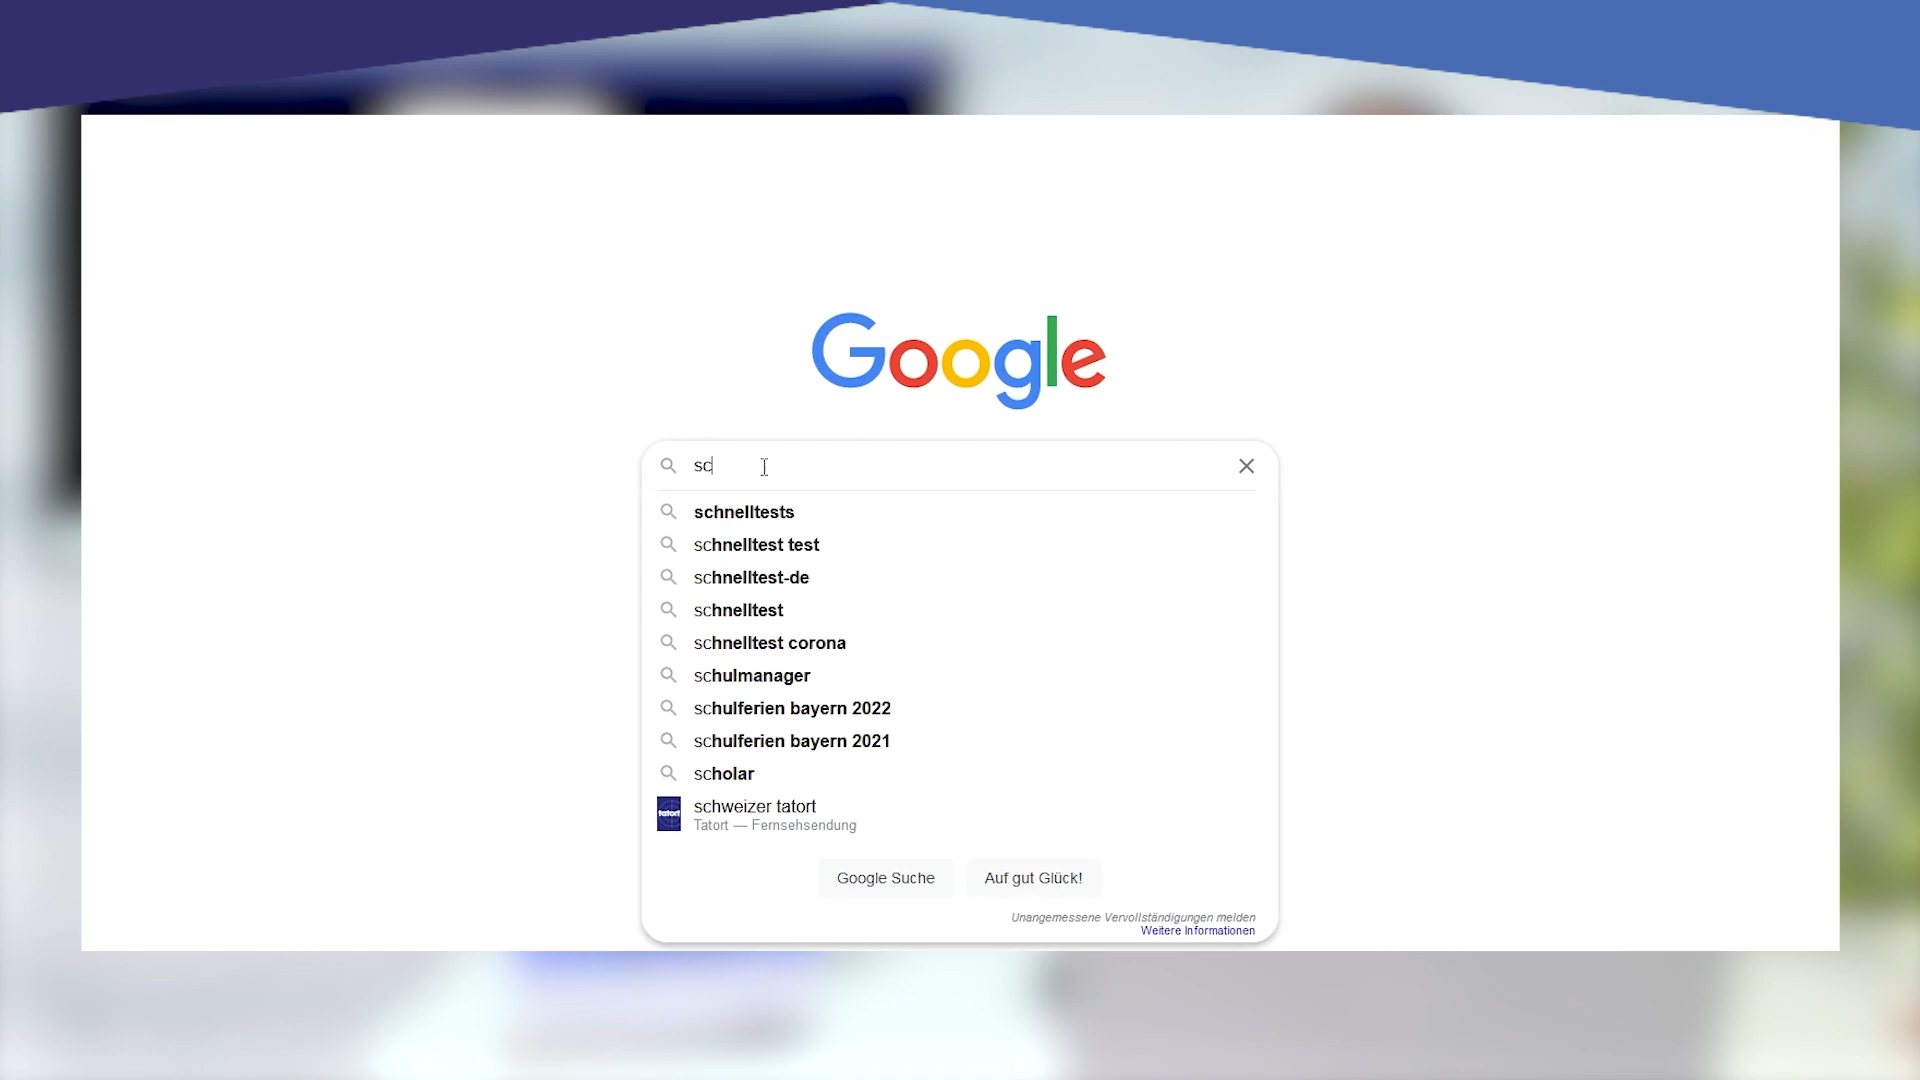 Google
sc
schnelltests
schnelltest test
schnelltest-de
schnelltest
schnelltest corona
schulmanager
schulferien bayern 2022
schulferien bayern 2021
scholar
tatort
schweizer tatort
Tatort — Fernsehsendung
Google Suche
Auf gut Glück!
Unangemessene Vervollständigungen melden
Weitere Informationen